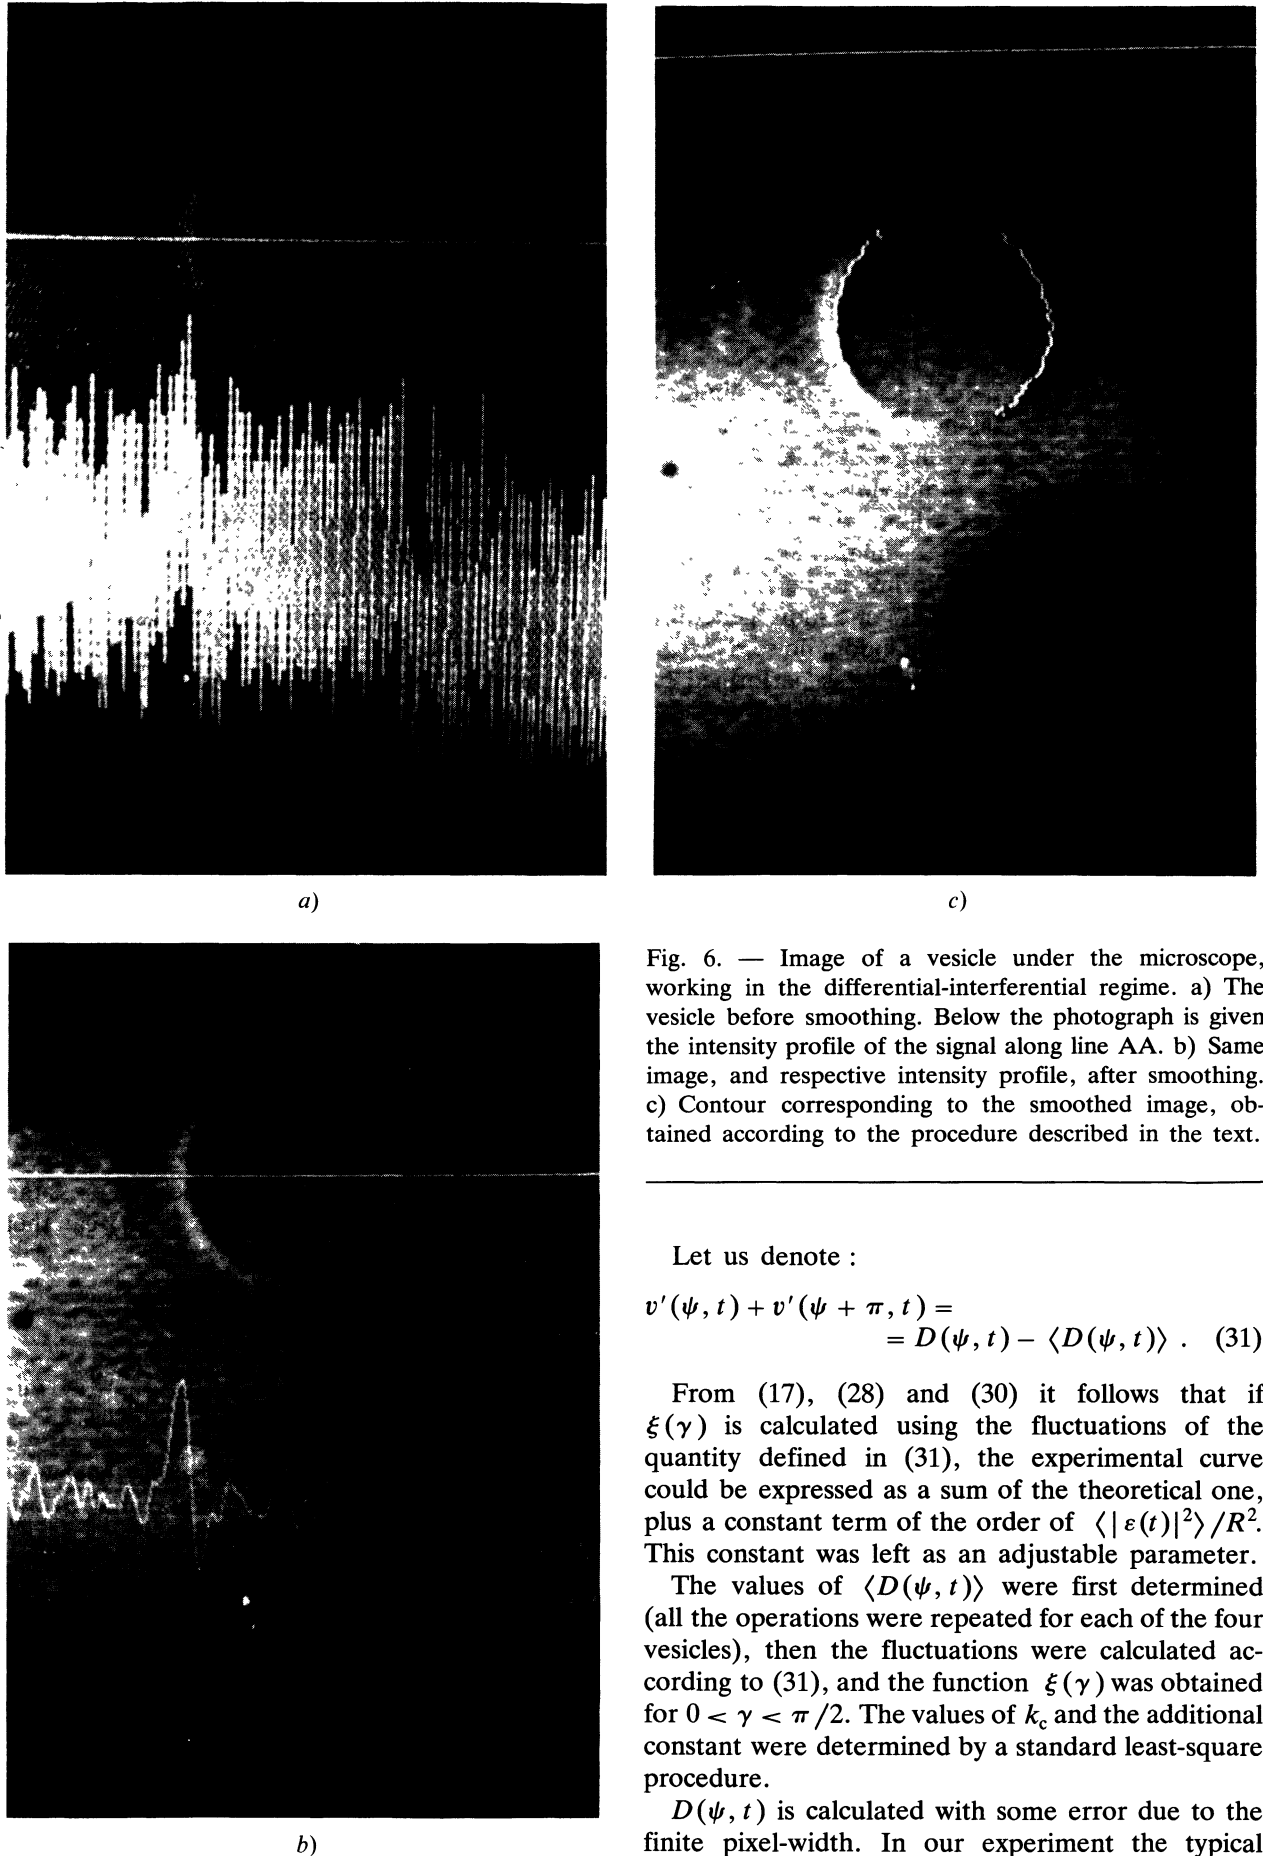 a)
c)
b)
Fig. 6. — Image of a vesicle under the microscope,
working in the differential-interferential regime. a) The
vesicle before smoothing. Below the photograph is given
the intensity profile of the signal along line AA. b) Same
image, and respective intensity profile, after smoothing.
c) Contour corresponding to the smoothed image, ob-
tained according to the procedure described in the text.
Let us denote :
v′(ψ, t) + v′(ψ + π, t) =
= D(ψ, t) − ⟨D(ψ, t)⟩ . (31)
From (17), (28) and (30) it follows that if
ξ(γ) is calculated using the fluctuations of the
quantity defined in (31), the experimental curve
could be expressed as a sum of the theoretical one,
plus a constant term of the order of ⟨|ε(t)|²⟩/R².
This constant was left as an adjustable parameter.
The values of ⟨D(ψ, t)⟩ were first determined
(all the operations were repeated for each of the four
vesicles), then the fluctuations were calculated ac-
cording to (31), and the function ξ(γ) was obtained
for 0 < γ < π/2. The values of k_c and the additional
constant were determined by a standard least-square
procedure.
D(ψ, t) is calculated with some error due to the
finite pixel-width. In our experiment the typical